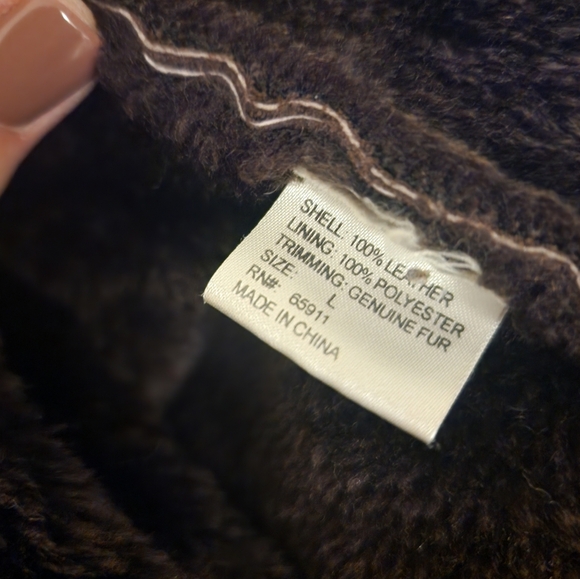 SHELL: 100% LEATHER
LINING: 100% POLYESTER
TRIMMING: GENUINE FUR
SIZE: L
RN#: 65911
MADE IN CHINA